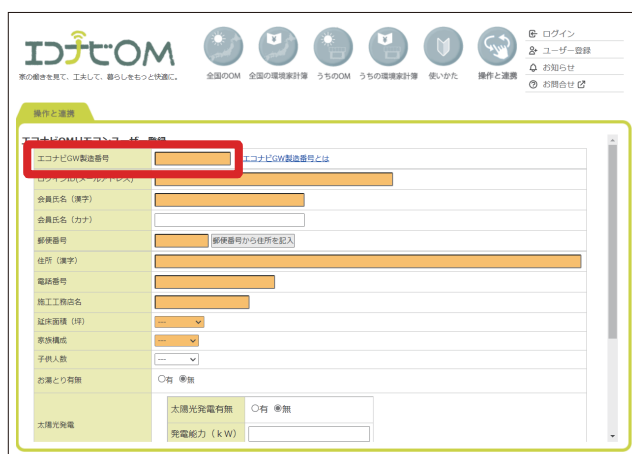 エコナビOM
家の働きを見て、工夫して、暮らしをもっと快適に。
全国のOM
全国の環境家計簿
うちのOM
うちの環境家計簿
使いかた
操作と連携
ログイン
ユーザー登録
お知らせ
お問合せ
操作と連携
エコナビGW製造番号 エコナビGW製造番号とは
会員氏名（漢字）
会員氏名（カナ）
郵便番号 郵便番号から住所を記入
住所（漢字）
電話番号
施工工務店名
延床面積（坪） ---
家族構成 ---
子供人数 ---
お湯とり有無 ○有 ◉無
太陽光発電 太陽光発電有無 ○有 ◉無
発電能力（ｋＷ）